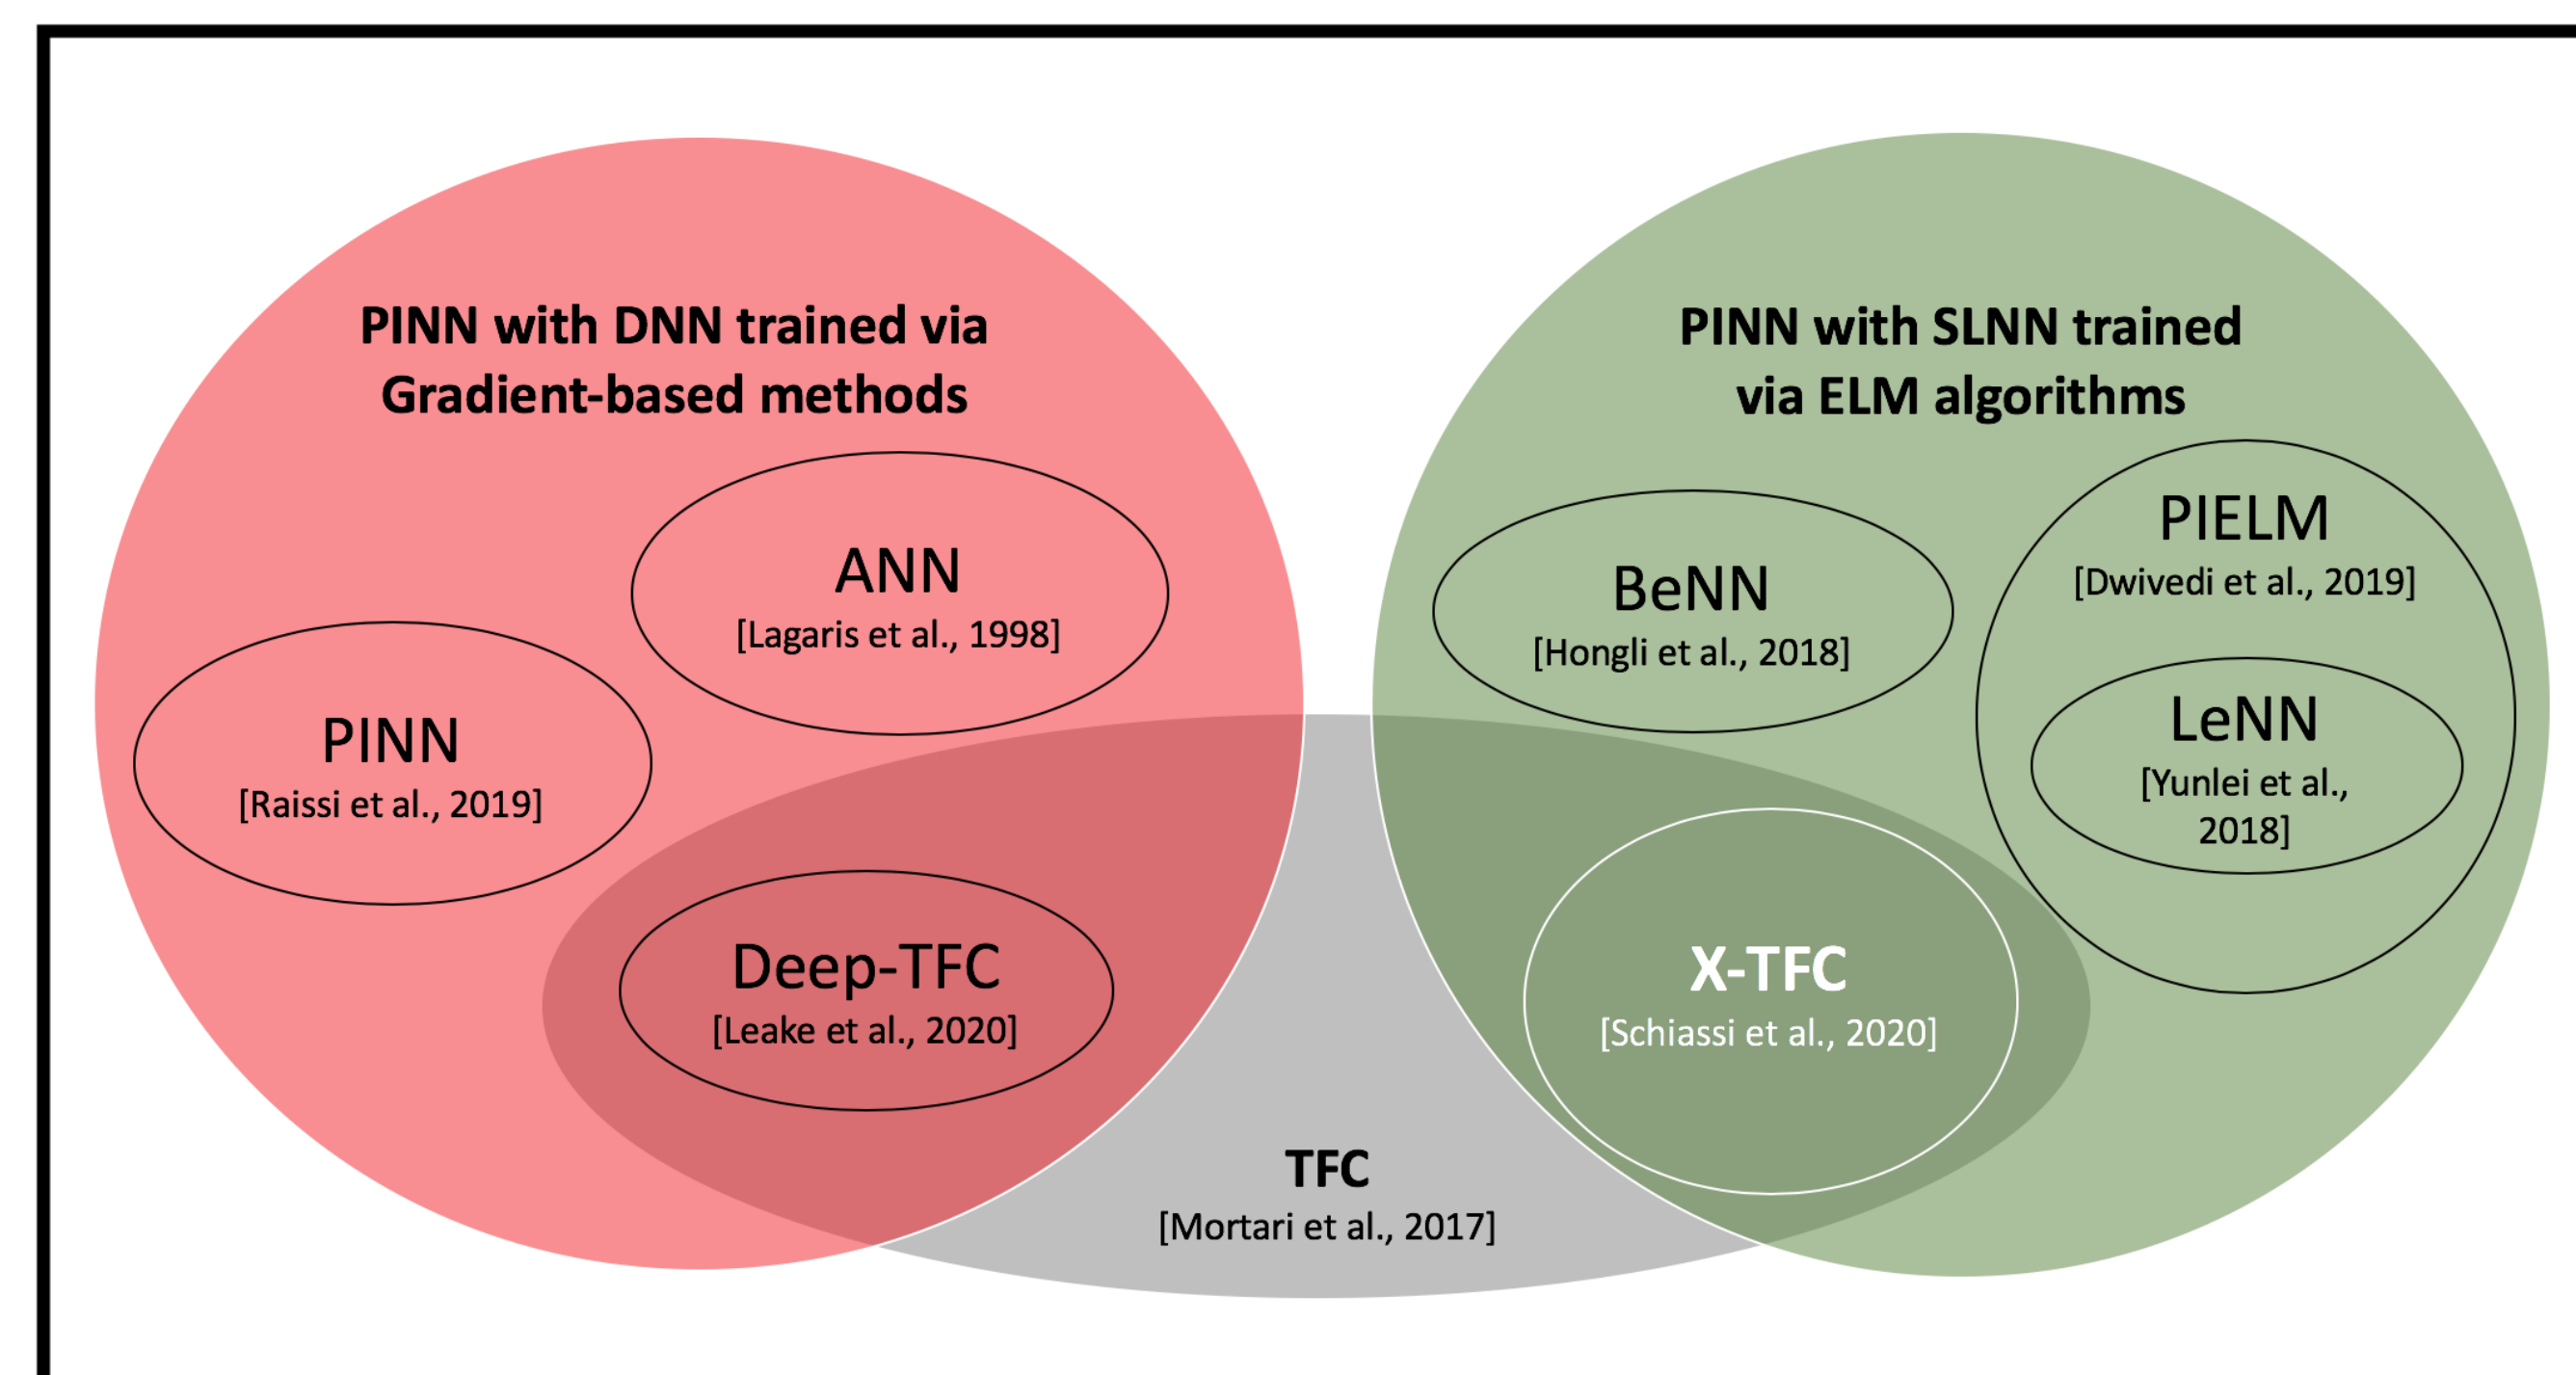 PINN with DNN trained via
Gradient-based methods
ANN
[Lagaris et al., 1998]
PINN
[Raissi et al., 2019]
Deep-TFC
[Leake et al., 2020]
TFC
[Mortari et al., 2017]
PINN with SLNN trained
via ELM algorithms
BeNN
[Hongli et al., 2018]
PIELM
[Dwivedi et al., 2019]
LeNN
[Yunlei et al.,
2018]
X-TFC
[Schiassi et al., 2020]